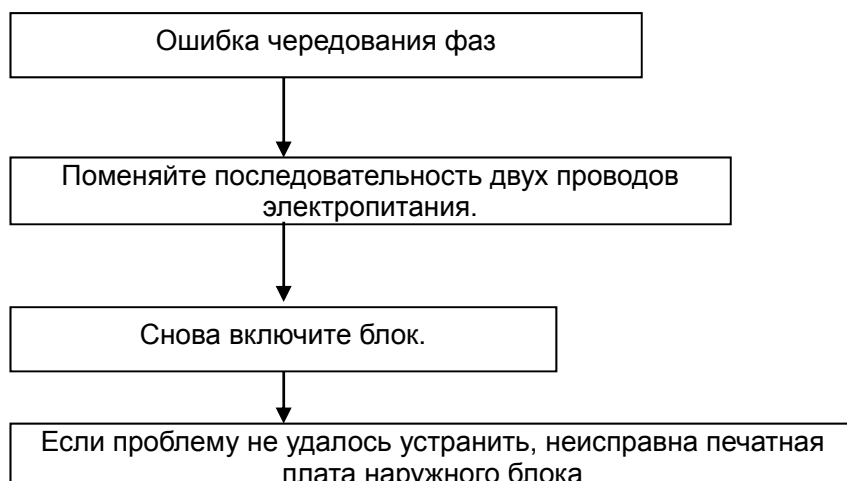 Ошибка чередования фаз
Поменяйте последовательность двух проводов
электропитания.
Снова включите блок.
Если проблему не удалось устранить, неисправна печатная
плата наружного блока